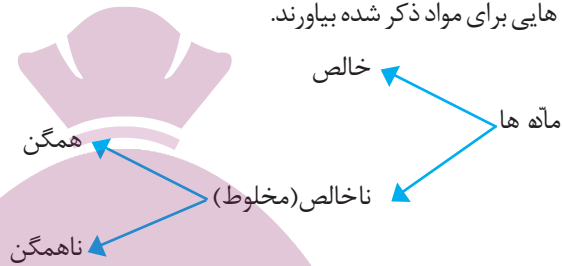 هایی برای مواد ذکر شده بیاورند.
خالص
مادّه ها
همگن
ناخالص(مخلوط)
ناهمگن